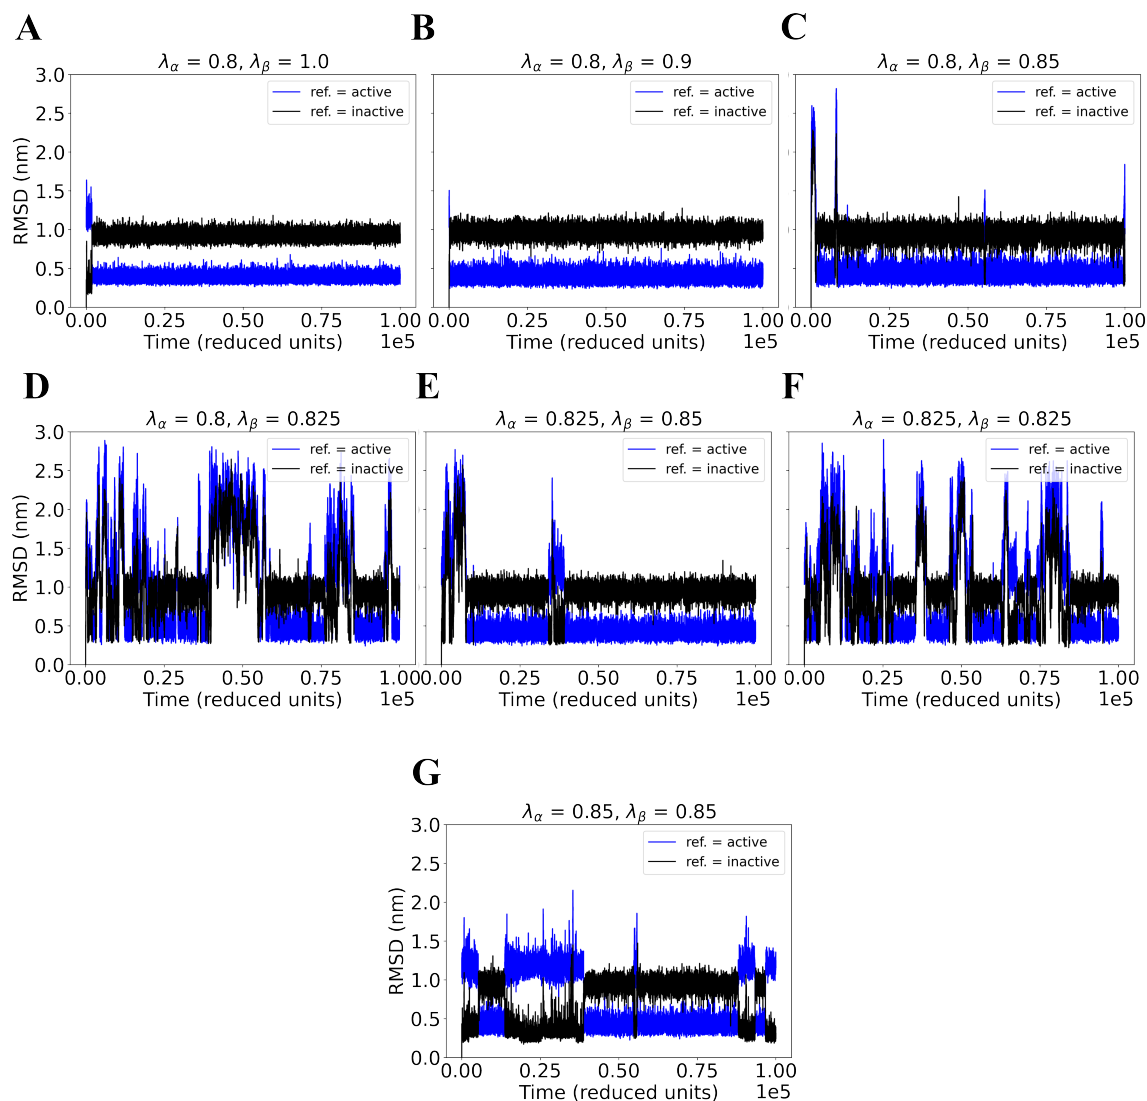 A
B
C
λα = 0.8, λβ = 1.0
λα = 0.8, λβ = 0.9
λα = 0.8, λβ = 0.85
3.0
2.5
2.0
1.5
1.0
0.5
0.0
RMSD (nm)
ref. = active
ref. = inactive
ref. = active
ref. = inactive
ref. = active
ref. = inactive
0.00 0.25 0.50 0.75 1.00
0.00 0.25 0.50 0.75 1.00
0.00 0.25 0.50 0.75 1.00
Time (reduced units) 1e5
Time (reduced units) 1e5
Time (reduced units) 1e5
D
E
F
λα = 0.8, λβ = 0.825
λα = 0.825, λβ = 0.85
λα = 0.825, λβ = 0.825
3.0
2.5
2.0
1.5
1.0
0.5
0.0
RMSD (nm)
ref. = active
ref. = inactive
ref. = active
ref. = inactive
ref. = active
ref. = inactive
0.00 0.25 0.50 0.75 1.00
0.00 0.25 0.50 0.75 1.00
0.00 0.25 0.50 0.75 1.00
Time (reduced units) 1e5
Time (reduced units) 1e5
Time (reduced units) 1e5
G
λα = 0.85, λβ = 0.85
3.0
2.5
2.0
1.5
1.0
0.5
0.0
RMSD (nm)
ref. = active
ref. = inactive
0.00 0.25 0.50 0.75 1.00
Time (reduced units) 1e5